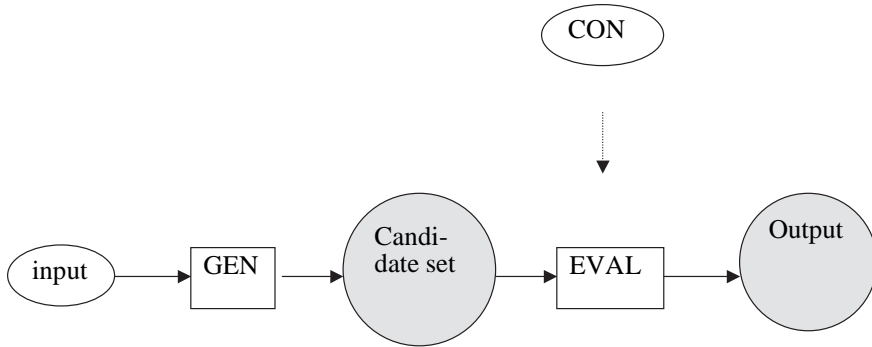 CON
input
GEN
Candi-
date set
EVAL
Output